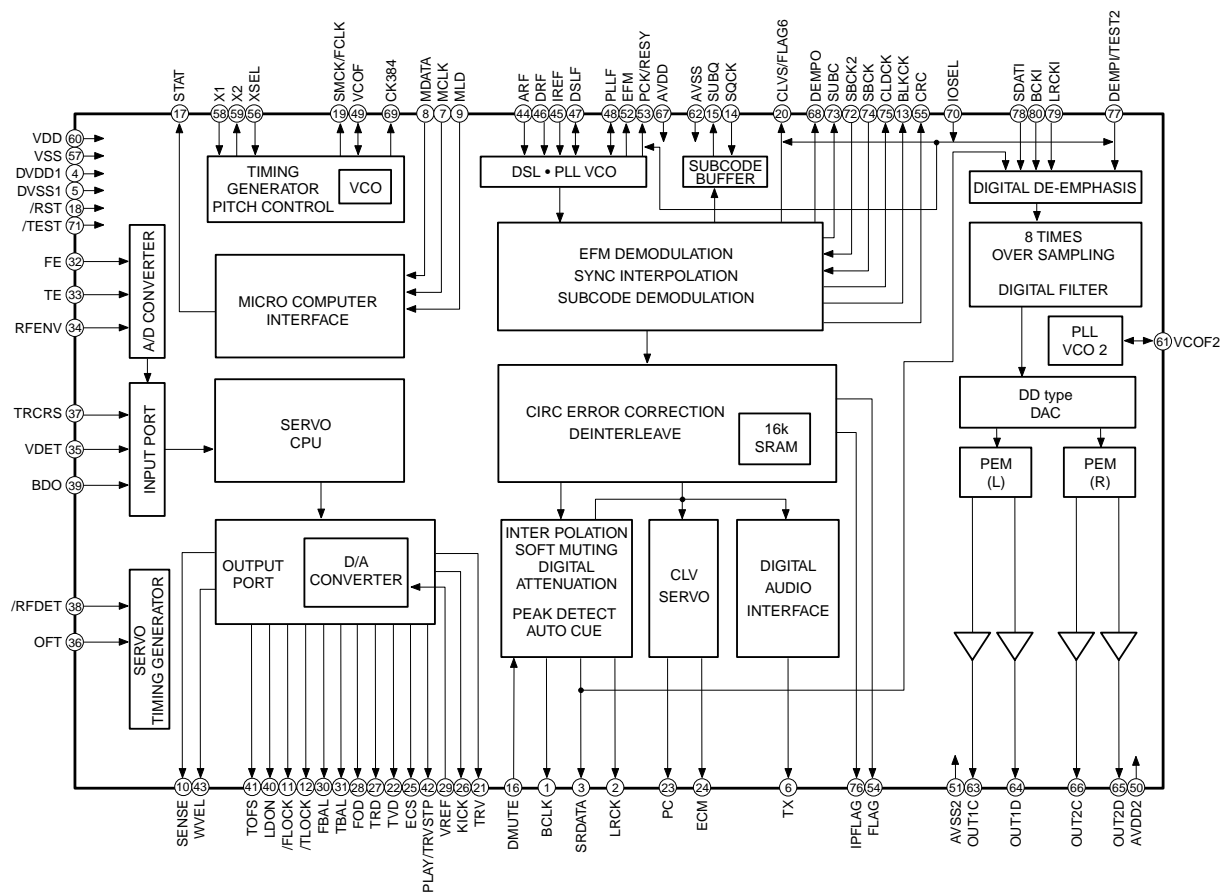 STAT
X1
X2
XSEL
SMCK/FCLK
VCOF
CK384
MDATA
MCLK
MLD
ARF
DRF
IREF
DSLF
PLLF
EFM
PCK/RESY
AVDD
AVSS
SUBQ
SQCK
CLVS/FLAG6
DEMPO
SUBC
SBCK2
SBCK
CLDCK
BLKCK
CRC
IOSEL
SDATI
BCKI
LRCKI
DEMPI/TEST2
17 58 59 56 19 49 69 8 7 9 44 46 45 47 48 52 53 67 62 15 14 20 68 73 72 74 75 13 55 70 78 80 79 77
VDD 60
VSS 57
DVDD1 4
DVSS1 5
/RST 18
/TEST 71
FE 32
TE 33
RFENV 34
TRCRS 37
VDET 35
BDO 39
/RFDET 38
OFT 36
A/D CONVERTER
INPUT PORT
SERVO
TIMING GENERATOR
TIMING
GENERATOR
PITCH CONTROL
VCO
MICRO COMPUTER
INTERFACE
SERVO
CPU
OUTPUT
PORT
D/A
CONVERTER
DSL • PLL VCO
SUBCODE
BUFFER
EFM DEMODULATION
SYNC INTERPOLATION
SUBCODE DEMODULATION
CIRC ERROR CORRECTION
DEINTERLEAVE
16k
SRAM
INTER POLATION
SOFT MUTING
DIGITAL
ATTENUATION
PEAK DETECT
AUTO CUE
CLV
SERVO
DIGITAL
AUDIO
INTERFACE
DIGITAL DE-EMPHASIS
8 TIMES
OVER SAMPLING
DIGITAL FILTER
PLL
VCO 2
61 VCOF2
DD type
DAC
PEM
(L)
PEM
(R)
10 43 41 40 11 12 30 31 28 27 22 25 42 29 26 21 16 1 3 2 23 24 6 76 54 51 63 64 66 65 50
SENSE
WVEL
TOFS
LDON
/FLOCK
/TLOCK
FBAL
TBAL
FOD
TRD
TVD
ECS
PLAY/TRVSTP
VREF
KICK
TRV
DMUTE
BCLK
SRDATA
LRCK
PC
ECM
TX
IPFLAG
FLAG
AVSS2
OUT1C
OUT1D
OUT2C
OUT2D
AVDD2